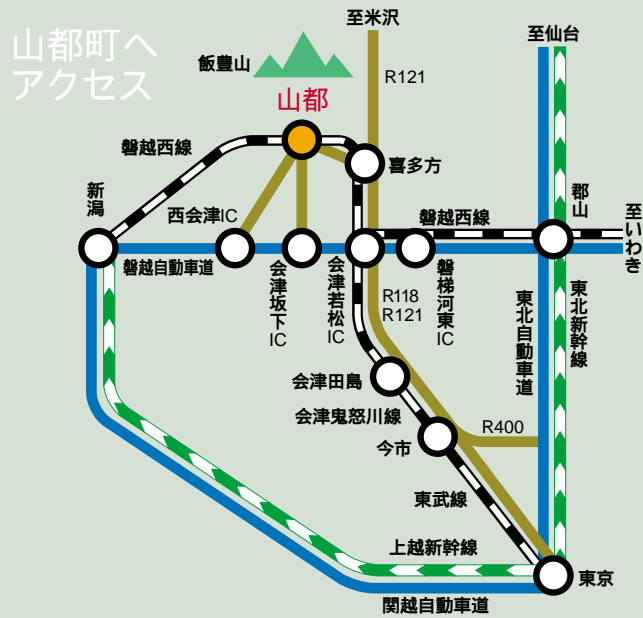 山都町へ
アクセス
至米沢
至仙台
飯豊山
R121
山都
磐越西線
喜多方
新潟
西会津IC
磐越西線
郡山
至いわき
磐越自動車道
会津坂下IC
会津若松IC
磐梯河東IC
R118
R121
東北自動車道
東北新幹線
会津田島
会津鬼怒川線
R400
今市
東武線
上越新幹線
東京
関越自動車道